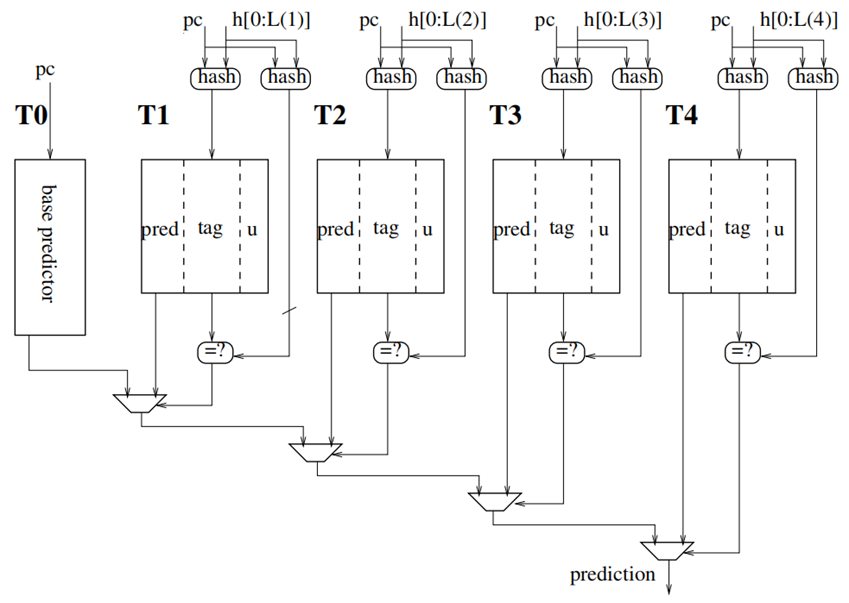 pc h[0:L(1)] pc h[0:L(2)] pc h[0:L(3)] pc h[0:L(4)]
pc
hash hash hash hash hash hash hash hash
T0 T1 T2 T3 T4
base predictor
pred tag u pred tag u pred tag u pred tag u
=? =? =? =?
prediction